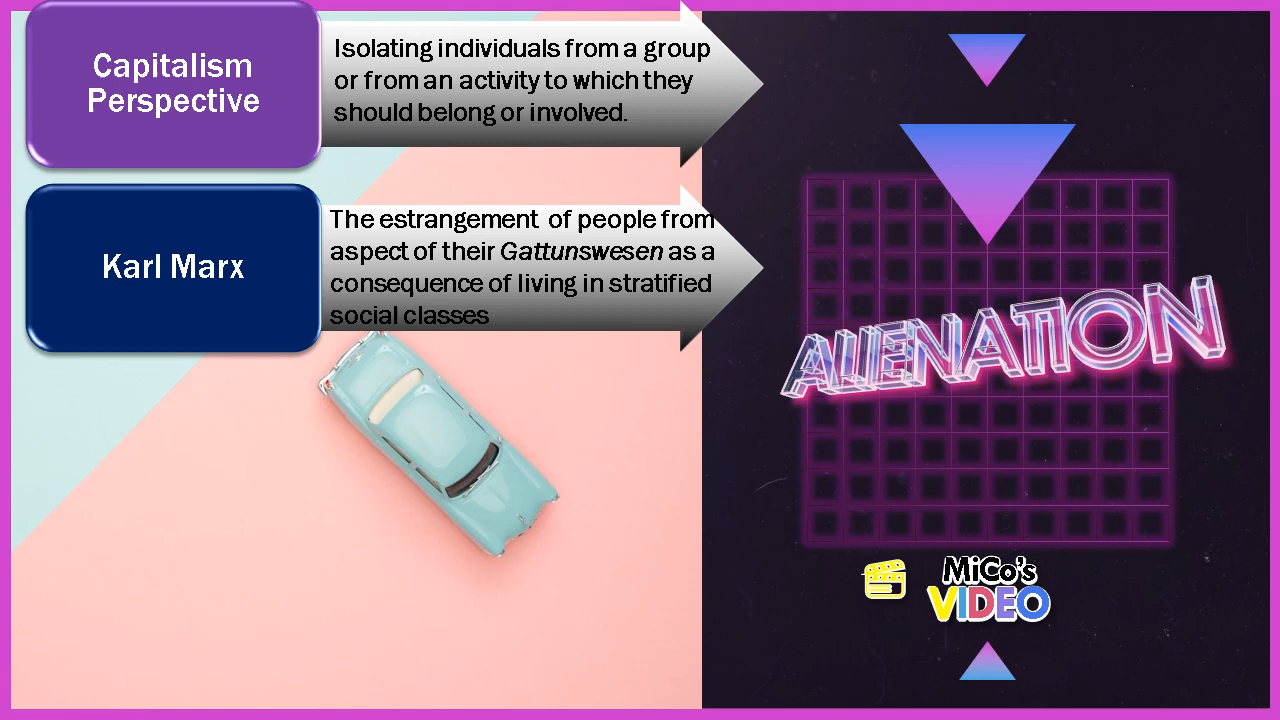 Capitalism
Perspective
Isolating individuals from a group
or from an activity to which they
should belong or involved.
Karl Marx
The estrangement of people from
aspect of their Gattunswesen as a
consequence of living in stratified
social classes
ALIENATION
MiCo's
VIDEO